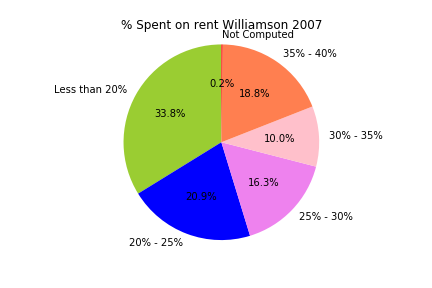 % Spent on rent Williamson 2007
Not Computed
35% - 40%
Less than 20%
0.2%
18.8%
33.8%
10.0%
30% - 35%
16.3%
20.9%
25% - 30%
20% - 25%